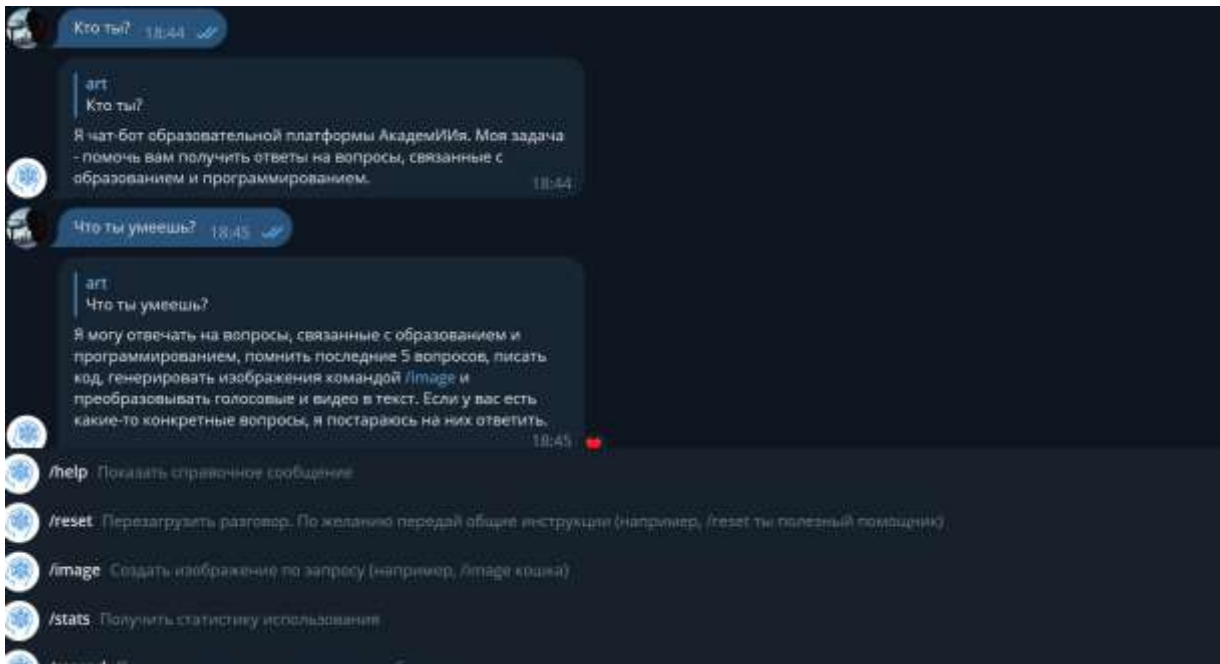 Кто ты? 18:44
art
Кто ты?
Я чат-бот образовательной платформы АкадемИИя. Моя задача
- помочь вам получить ответы на вопросы, связанные с
образованием и программированием. 18:44
Что ты умеешь? 18:45
art
Что ты умеешь?
Я могу отвечать на вопросы, связанные с образованием и
программированием, помнить последние 5 вопросов, писать
код, генерировать изображения командой /image и
преобразовывать голосовые и видео в текст. Если у вас есть
какие-то конкретные вопросы, я постараюсь на них ответить.
18:45
/help Показать справочное сообщение
/reset Перезагрузить разговор. По желанию передай общие инструкции (например, /reset ты полезный помощник)
/image Создать изображение по запросу (например, /image кошка)
/stats Получить статистику использования